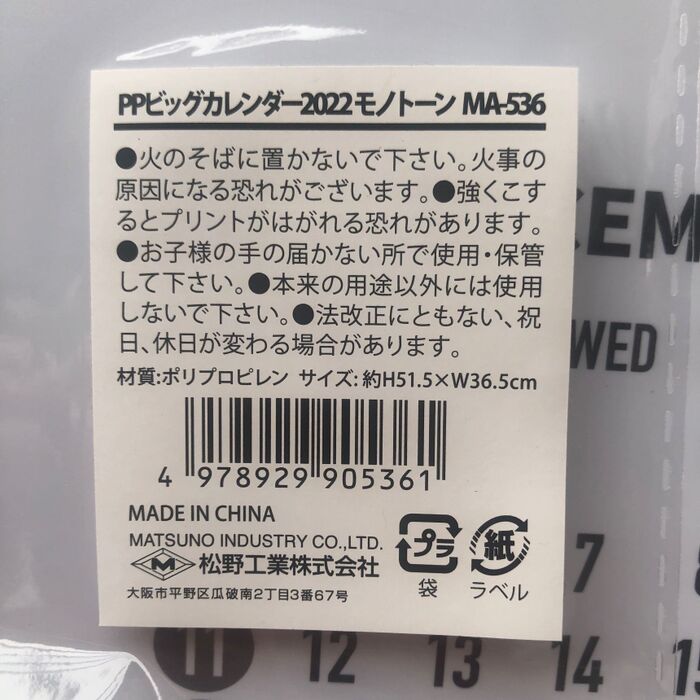 PPビッグカレンダー2022モノトーン MA-536
●火のそばに置かないで下さい。火事の
原因になる恐れがございます。●強くこす
るとプリントがはがれる恐れがあります。
●お子様の手の届かない所で使用・保管
して下さい。●本来の用途以外には使用
しないで下さい。●法改正にともない、祝
日、休日が変わる場合があります。
材質:ポリプロピレン サイズ: 約H51.5×W36.5cm
4 978929 905361
MADE IN CHINA
MATSUNO INDUSTRY CO.,LTD.
M 松野工業株式会社
大阪市平野区瓜破南2丁目3番67号
プラ
袋
紙
ラベル
CEM
WED
7
11 12 13 14